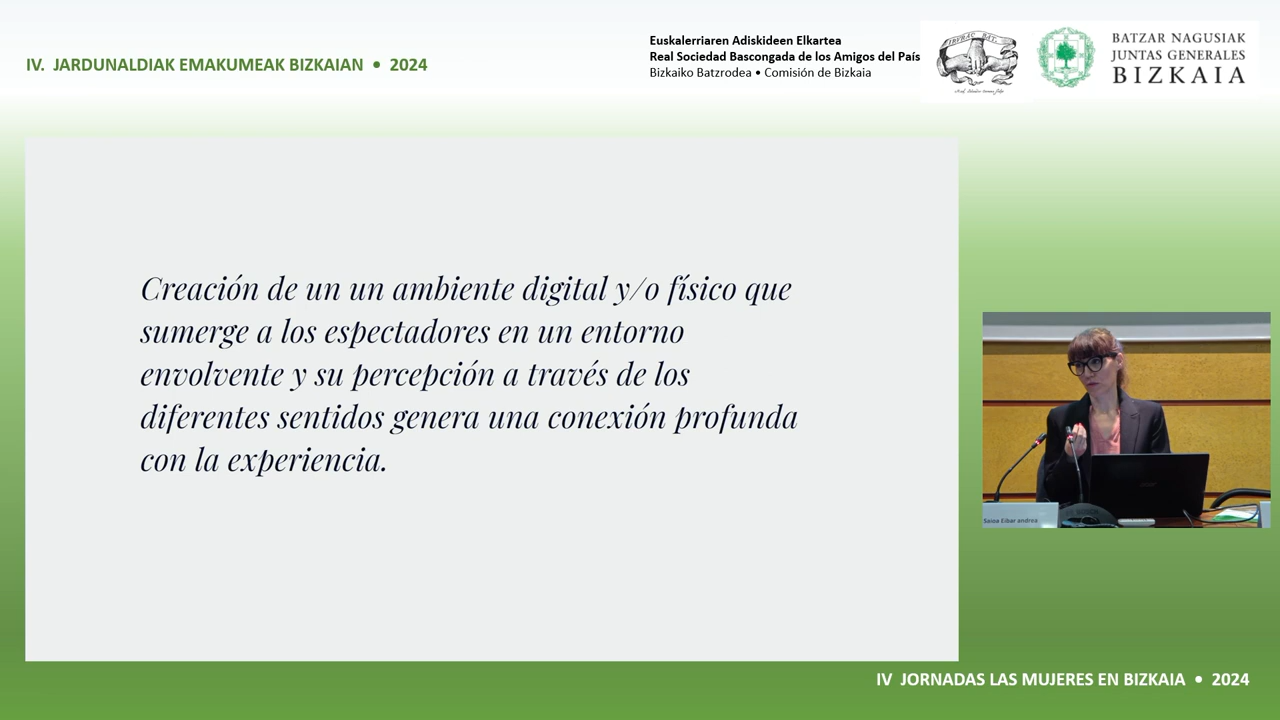 IV. JARDUNALDIAK EMAKUMEAK BIZKAIAN • 2024
Euskalerriaren Adiskideen Elkartea
Real Sociedad Bascongada de los Amigos del País
Bizkaiko Batzrodea • Comisión de Bizkaia
BATZAR NAGUSIAK
JUNTAS GENERALES
BIZKAIA
Creación de un un ambiente digital y/o físico que
sumerge a los espectadores en un entorno
envolvente y su percepción a través de los
diferentes sentidos genera una conexión profunda
con la experiencia.
Saioa Eibar andrea
IV JORNADAS LAS MUJERES EN BIZKAIA • 2024